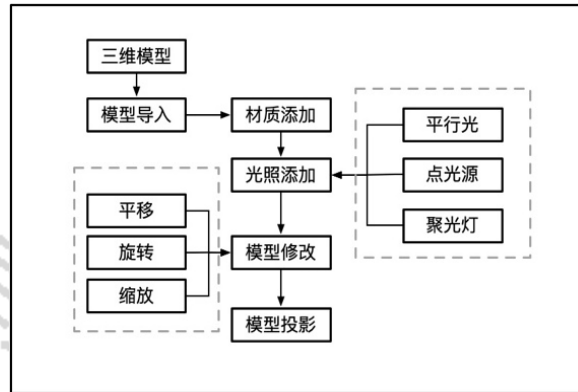 三维模型
模型导入
材质添加
平行光
光照添加
点光源
聚光灯
平移
旋转
模型修改
缩放
模型投影